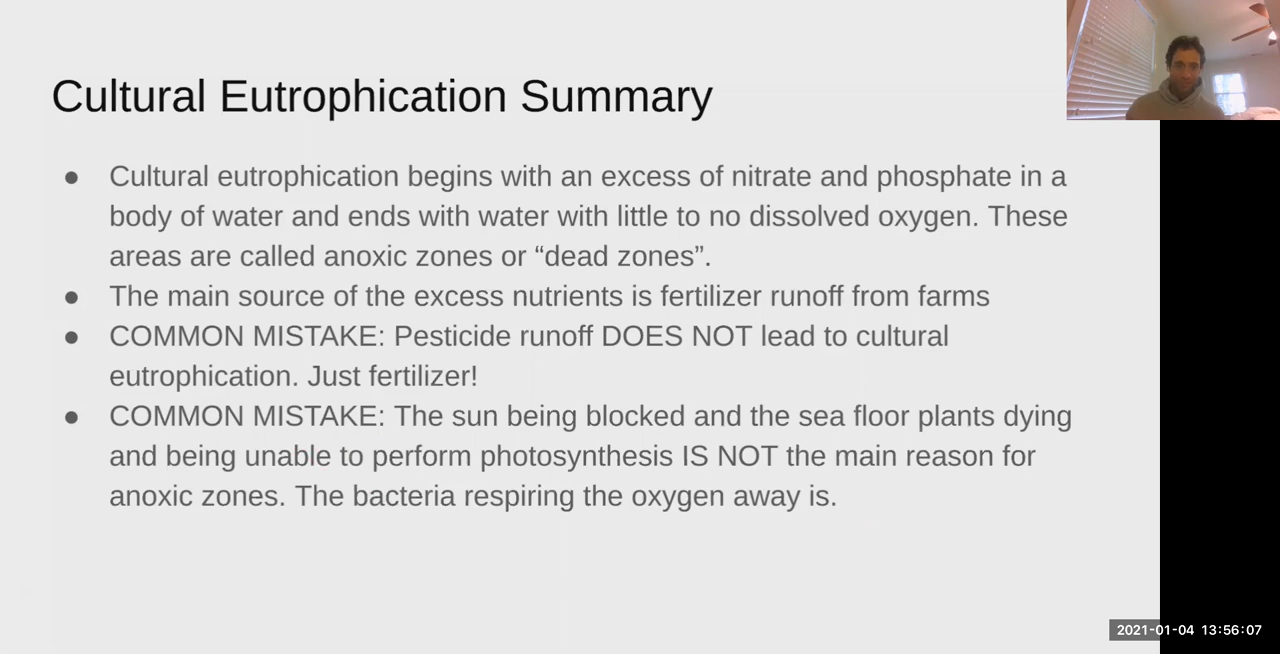 Cultural Eutrophication Summary
● Cultural eutrophication begins with an excess of nitrate and phosphate in a
body of water and ends with water with little to no dissolved oxygen. These
areas are called anoxic zones or “dead zones”.
● The main source of the excess nutrients is fertilizer runoff from farms
● COMMON MISTAKE: Pesticide runoff DOES NOT lead to cultural
eutrophication. Just fertilizer!
● COMMON MISTAKE: The sun being blocked and the sea floor plants dying
and being unable to perform photosynthesis IS NOT the main reason for
anoxic zones. The bacteria respiring the oxygen away is.
2021-01-04 13:56:07